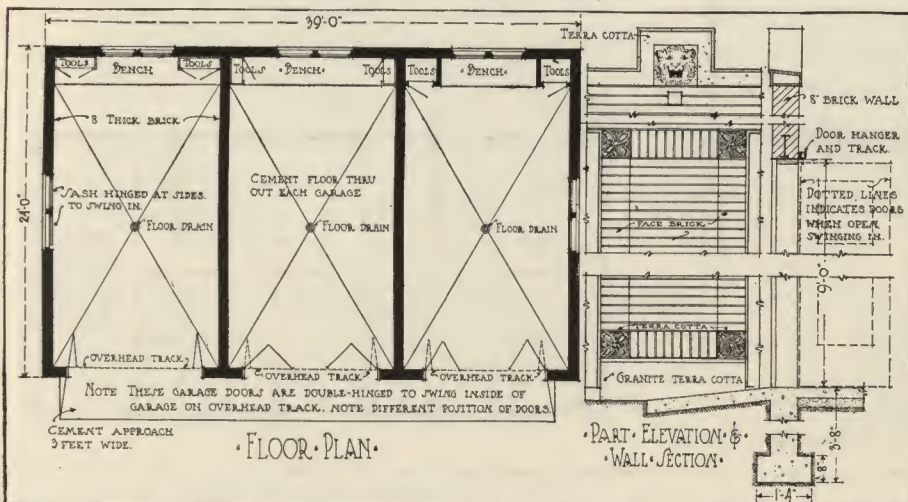 39'-0"
TOOLS
BENCH
TOOLS
TOOLS
·BENCH·
TOOLS
TOOLS
·BENCH·
TOOLS
8" THICK BRICK
CEMENT FLOOR THRU
OUT EACH GARAGE
SASH HINGED AT SIDES
TO SWING IN.
24'-0"
FLOOR DRAIN
FLOOR DRAIN
FLOOR DRAIN
OVERHEAD TRACK
OVERHEAD TRACK
OVERHEAD TRACK
NOTE THESE GARAGE DOORS ARE DOUBLE-HINGED TO SWING INSIDE OF
GARAGE ON OVERHEAD TRACK. NOTE DIFFERENT POSITION OF DOORS.
CEMENT APPROACH
3 FEET WIDE.
·FLOOR·PLAN·
TERRA COTTA
8" BRICK WALL
DOOR HANGER
AND TRACK.
DOTTED LINES
INDICATES DOORS
WHEN OPEN
SWINGING IN.
FACE BRICK
9'-0"
TERRA COTTA
GRANITE TERRA COTTA
·PART·ELEVATION·&
·WALL·SECTION·
3'-8"
8"
1'-4"